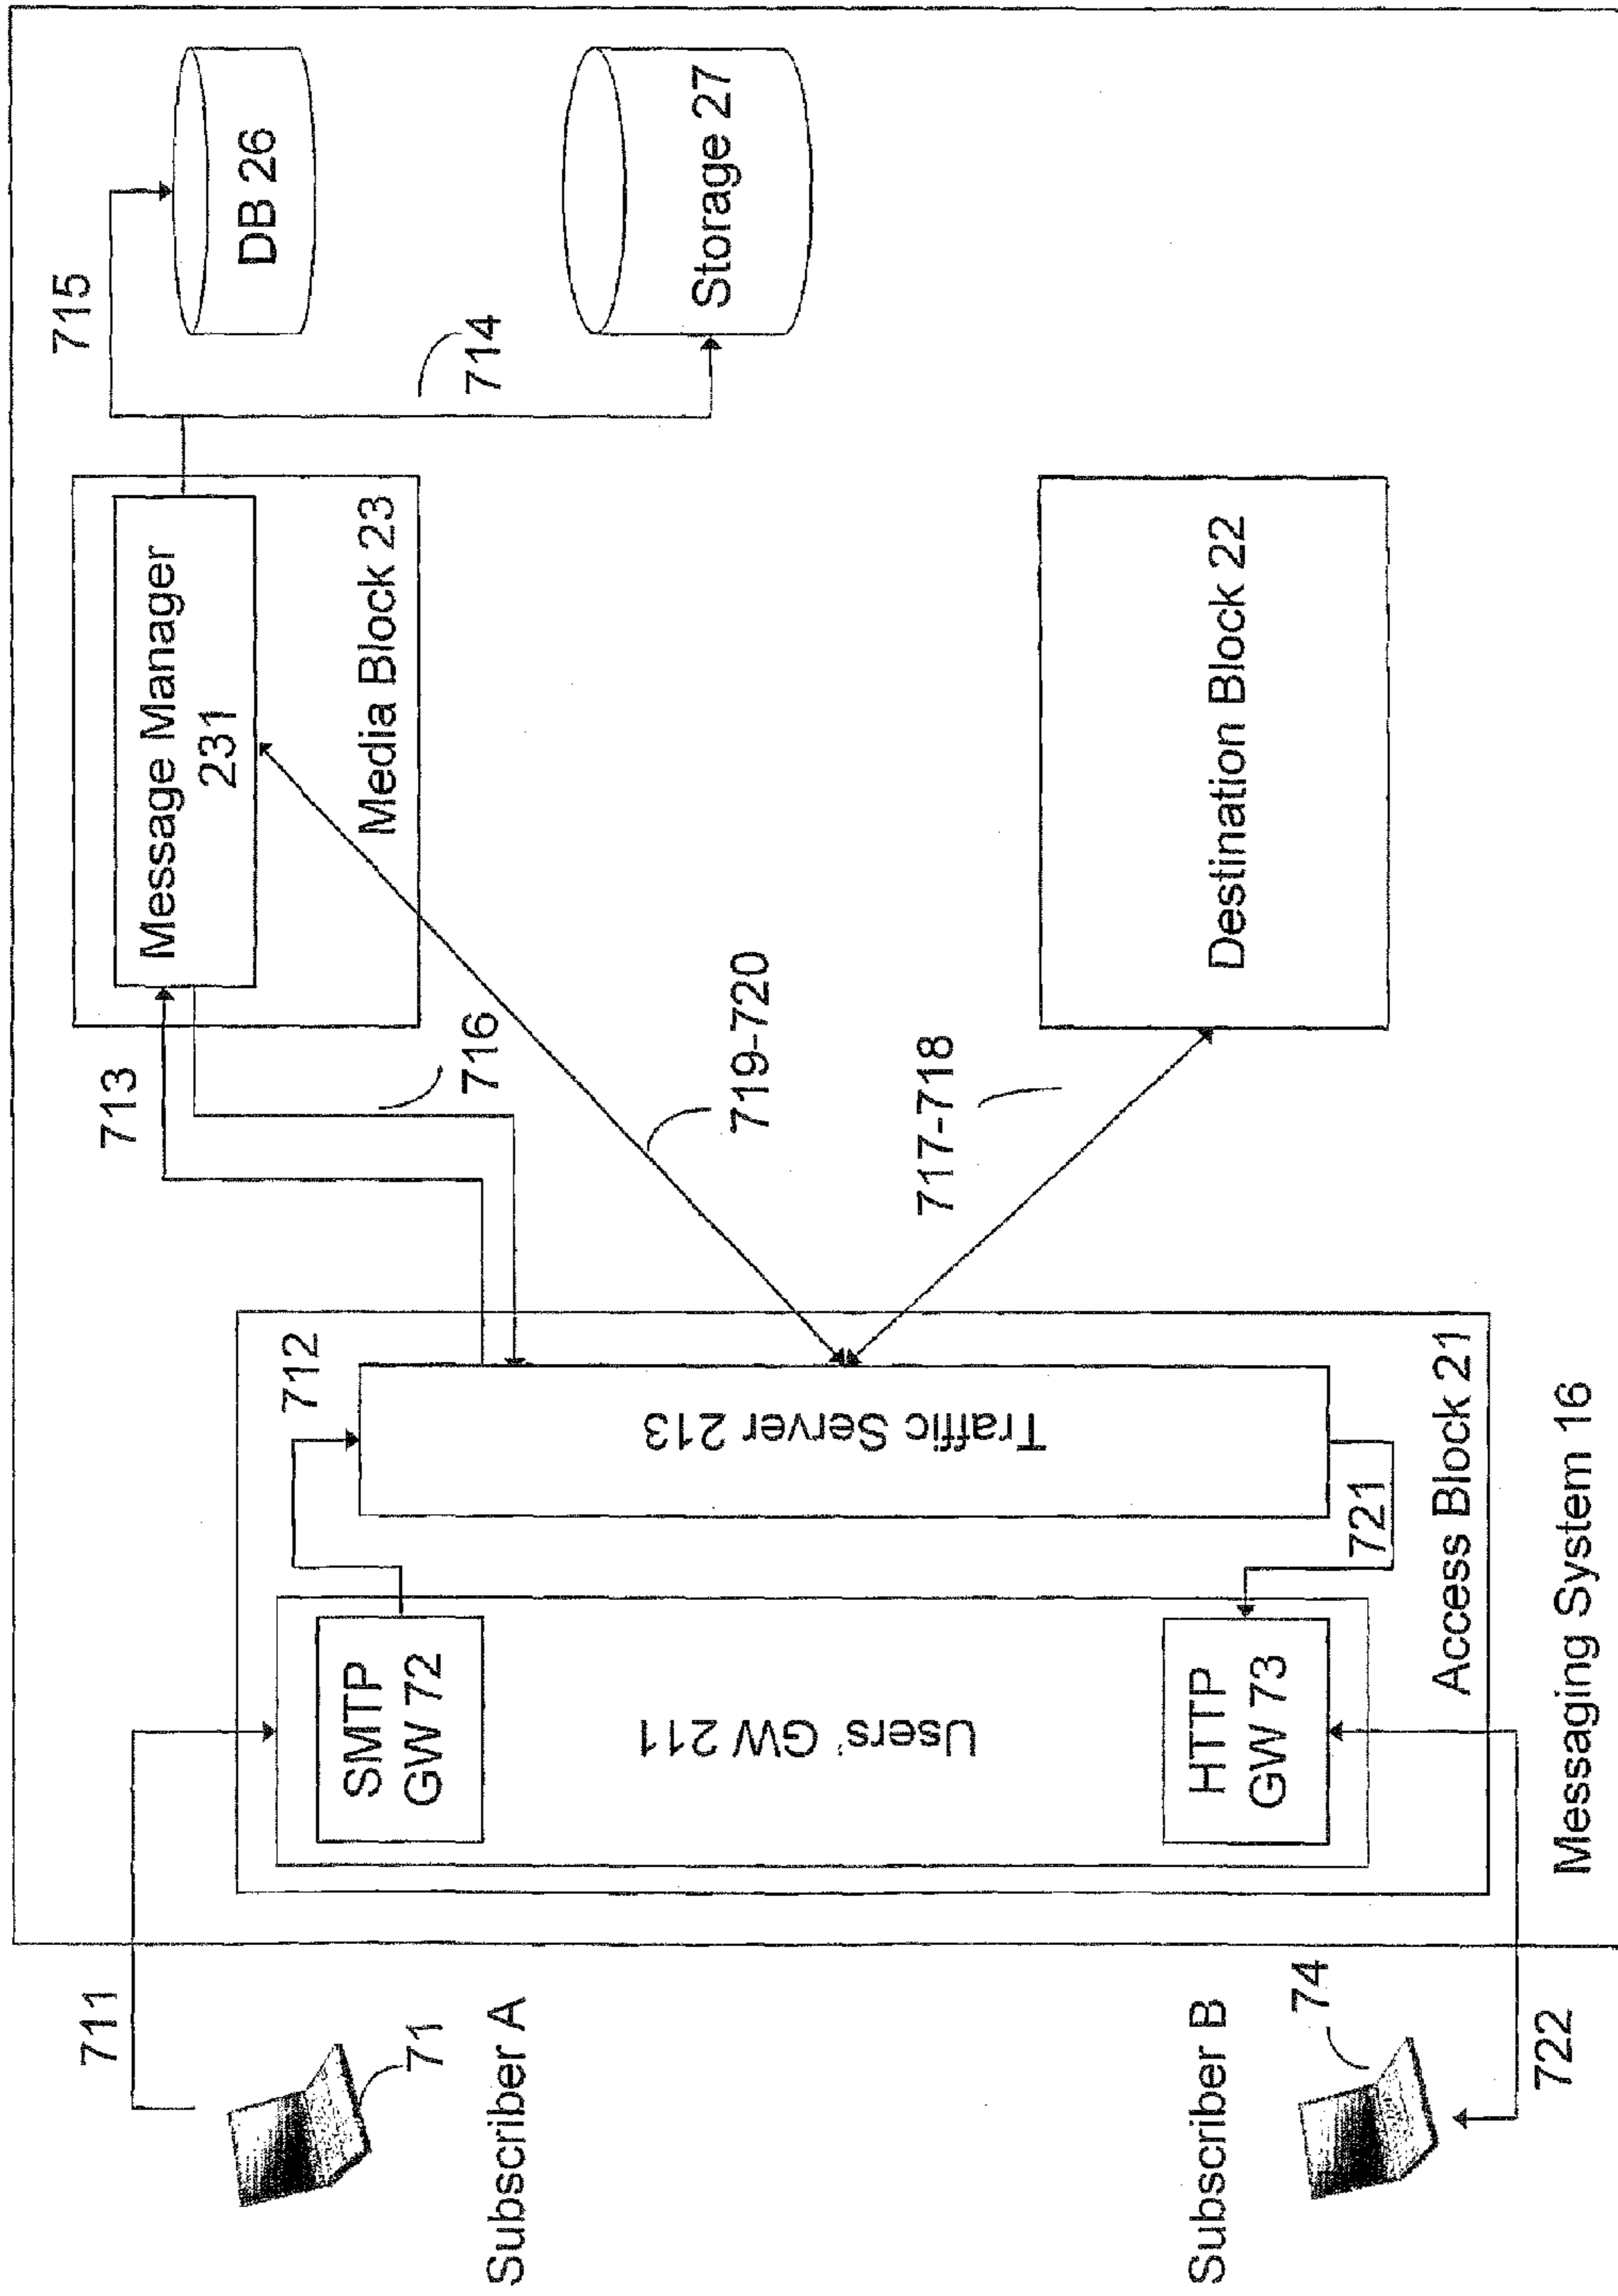 711
71
Subscriber A
Subscriber B
74
722
SMTP
GW 72
Users' GW 211
HTTP
GW 73
712
Traffic Server 213
721
Access Block 21
Messaging System 16
713
716
719-720
717-718
Message Manager
231
Media Block 23
Destination Block 22
715
714
DB 26
Storage 27